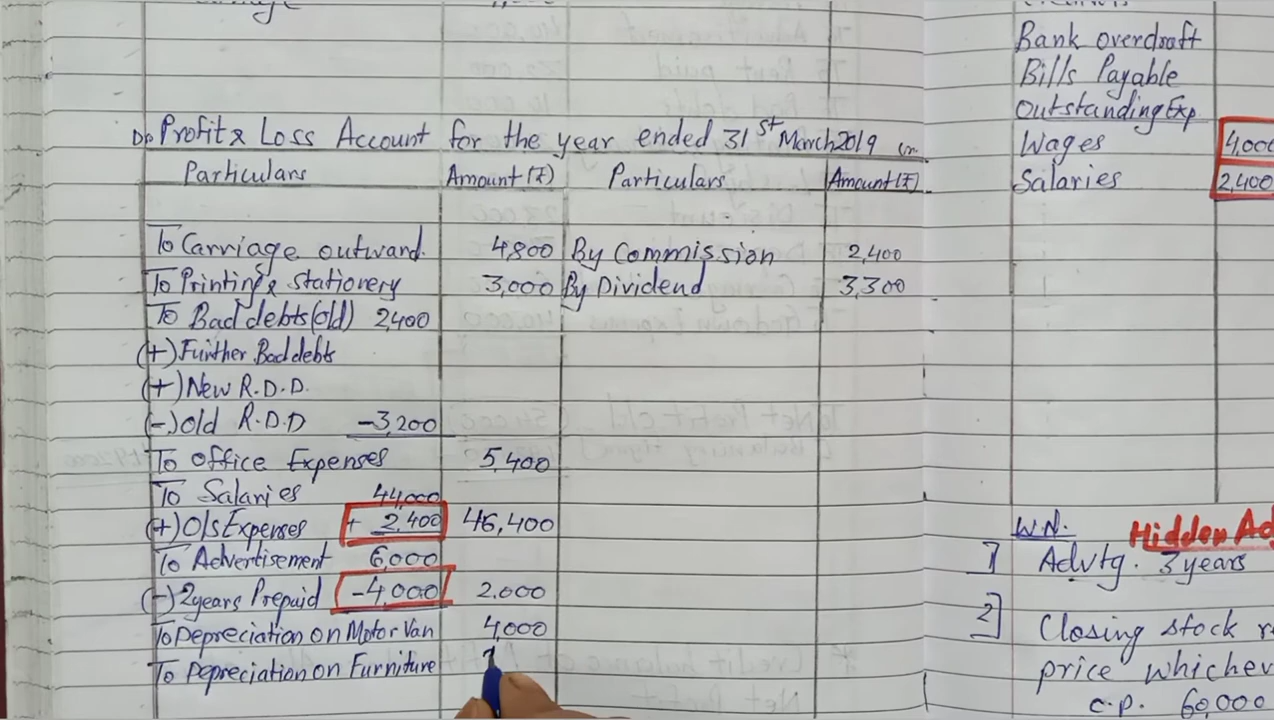 Dr. Profit & Loss Account for the year ended 31st March 2019 Cr.
Particulars Amount (₹) Particulars Amount (₹)
To Carriage outward 4,800 By Commission 2,400
To Printing & Stationery 3,000 By Dividend 3,300
To Bad debts (old) 2,400
(+) Further Bad debts
(+) New R.D.D.
(-) Old R.D.D -3,200
To Office Expenses 5,400
To Salaries 44,000
(+) O/s Expenses + 2,400 46,400
To Advertisement 6,000
(-) 2 years Prepaid -4,000 2,000
To Depreciation on Motor Van 4,000
To Depreciation on Furniture
Bank overdraft
Bills Payable
Outstanding Exp
Wages 4,000
Salaries 2,400
W.N. Hidden Ad
1] Advtg. 3 years
2] Closing stock
price whichev
C.P. 60,000